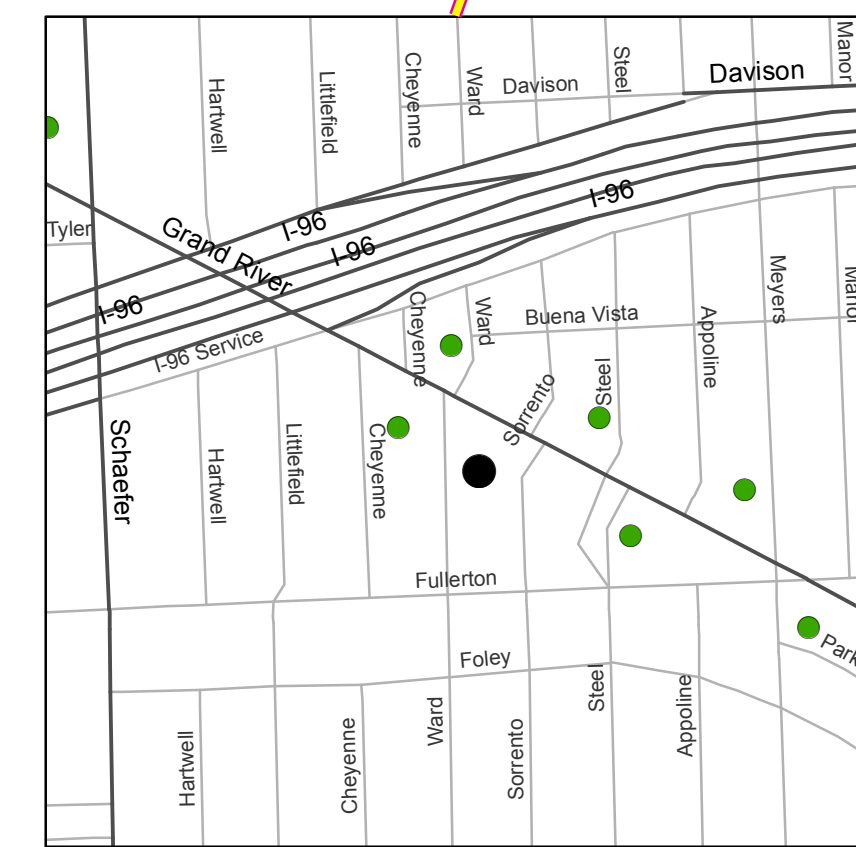 Manor
Davison
Steel
Davison
Ward
Cheyenne
Littlefield
Hartwell
I-96
Tyler
Grand River
I-96
I-96
I-96
I-96 Service
Meyers
Manor
Cheyenne
Ward
Buena Vista
Appoline
Sorrento
Steel
Schaefer
Hartwell
Littlefield
Cheyenne
Fullerton
Park
Foley
Steel
Appoline
Ward
Sorrento
Cheyenne
Hartwell